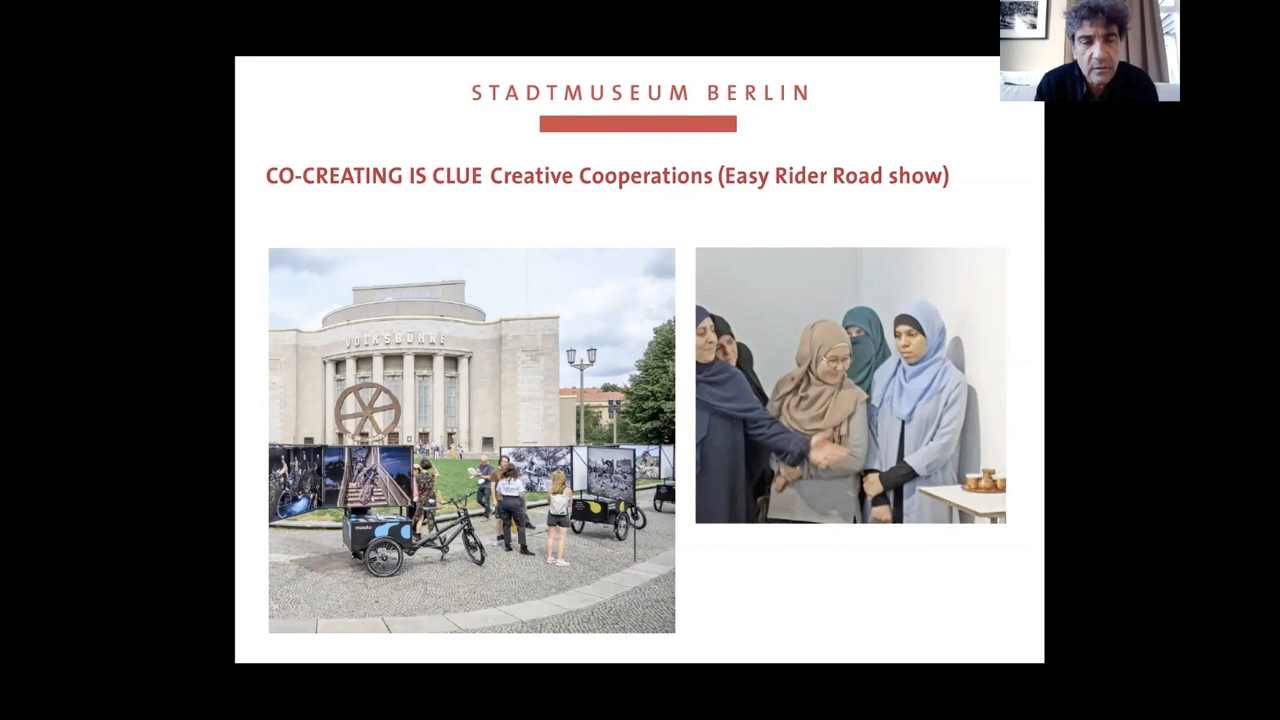 STADTMUSEUM BERLIN
CO-CREATING IS CLUE Creative Cooperations (Easy Rider Road show)
VOLKSBÜHNE